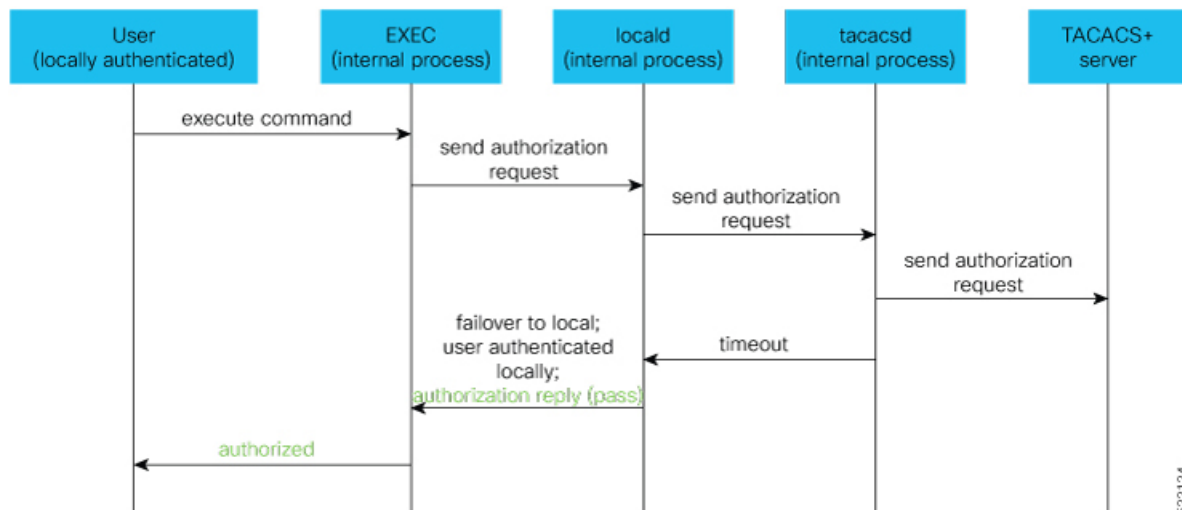 User
(locally authenticated)
EXEC
(internal process)
locald
(internal process)
tacacsd
(internal process)
TACACS+
server
execute command
send authorization
request
send authorization
request
send authorization
request
timeout
failover to local;
user authenticated
locally;
authorization reply (pass)
authorized